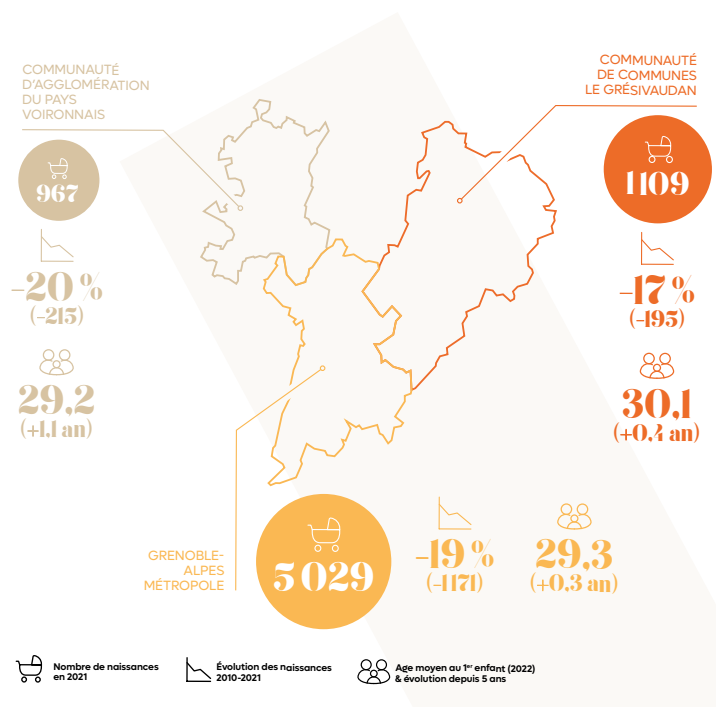 COMMUNAUTÉ
D'AGGLOMÉRATION
DU PAYS
VOIRONNAIS
967
-20 %
(-215)
29,2
(+1,1 an)
COMMUNAUTÉ
DE COMMUNES
LE GRÉSIVAUDAN
1109
-17 %
(-195)
30,1
(+0,4 an)
GRENOBLE-
ALPES
MÉTROPOLE
5 029
-19 %
(-1171)
29,3
(+0,3 an)
Nombre de naissances
en 2021
Évolution des naissances
2010-2021
Age moyen au 1er enfant (2022)
& évolution depuis 5 ans